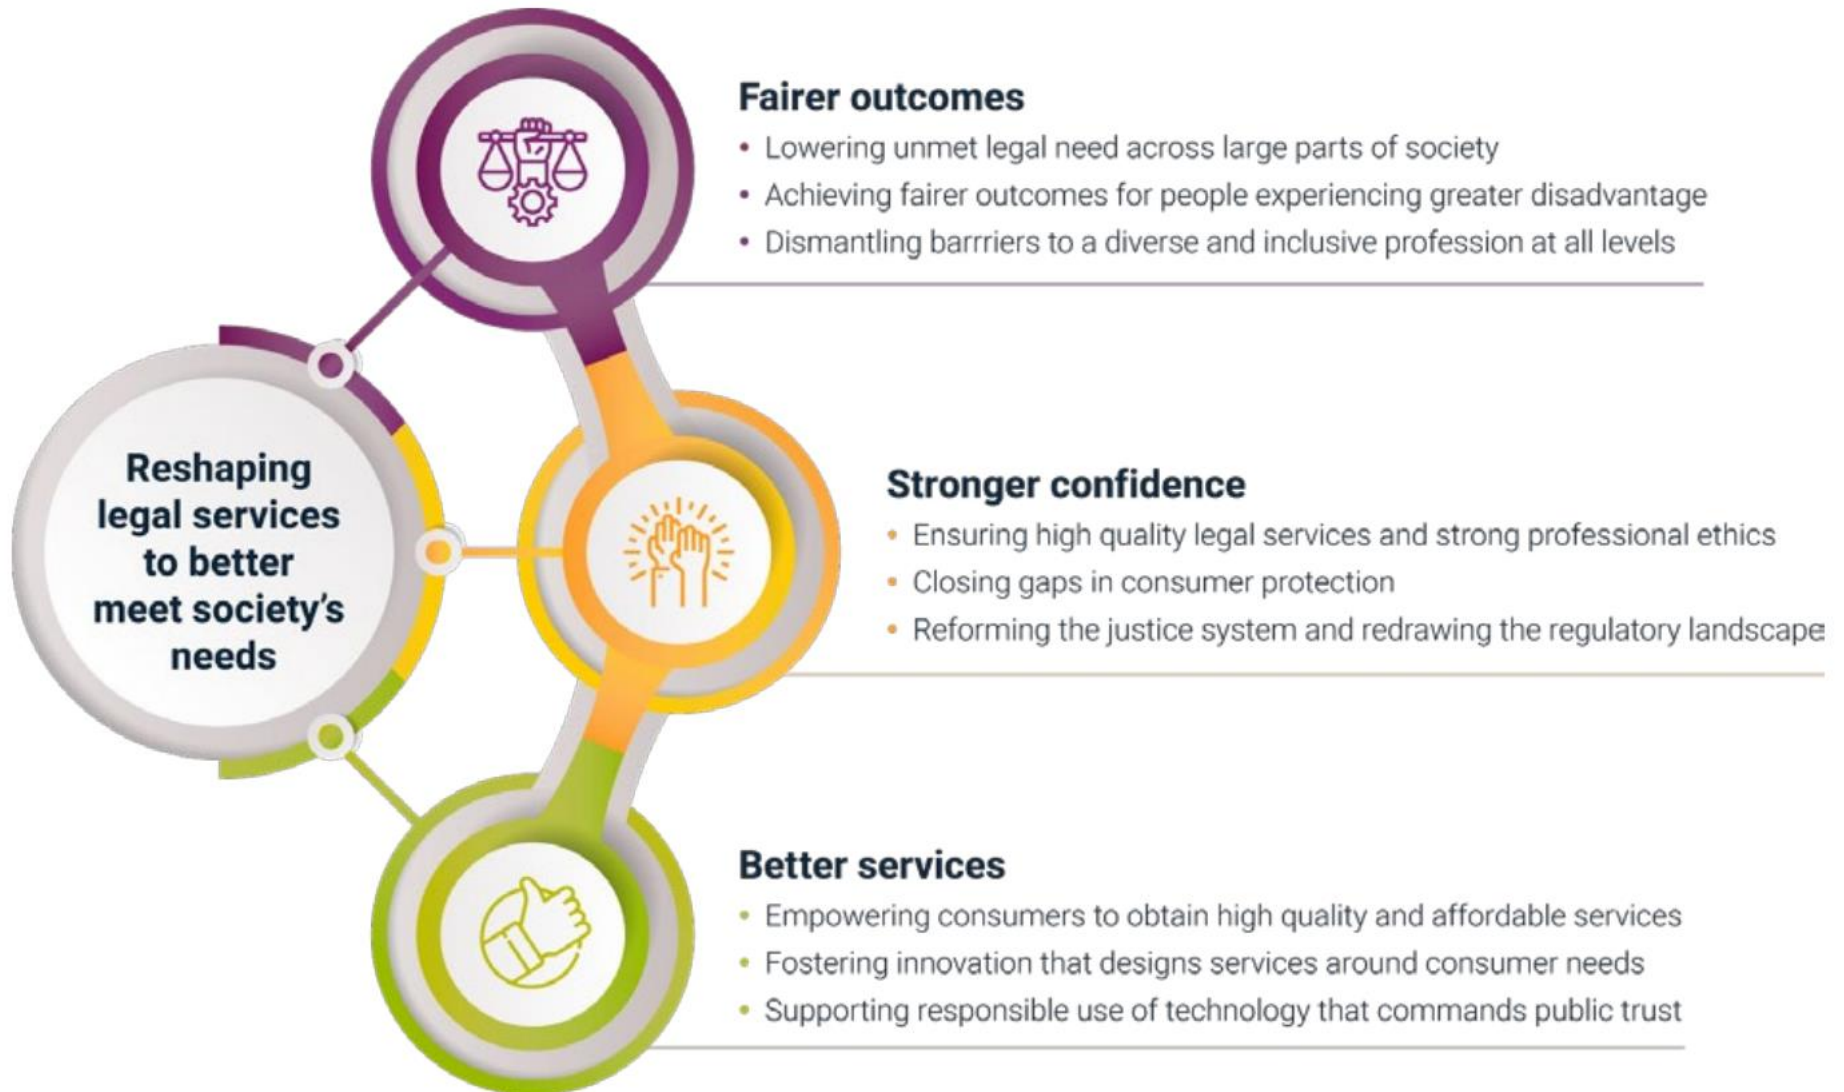 Reshaping
legal services
to better
meet society's
needs
Fairer outcomes
• Lowering unmet legal need across large parts of society
• Achieving fairer outcomes for people experiencing greater disadvantage
• Dismantling barrriers to a diverse and inclusive profession at all levels
Stronger confidence
• Ensuring high quality legal services and strong professional ethics
• Closing gaps in consumer protection
• Reforming the justice system and redrawing the regulatory landscape
Better services
• Empowering consumers to obtain high quality and affordable services
• Fostering innovation that designs services around consumer needs
• Supporting responsible use of technology that commands public trust